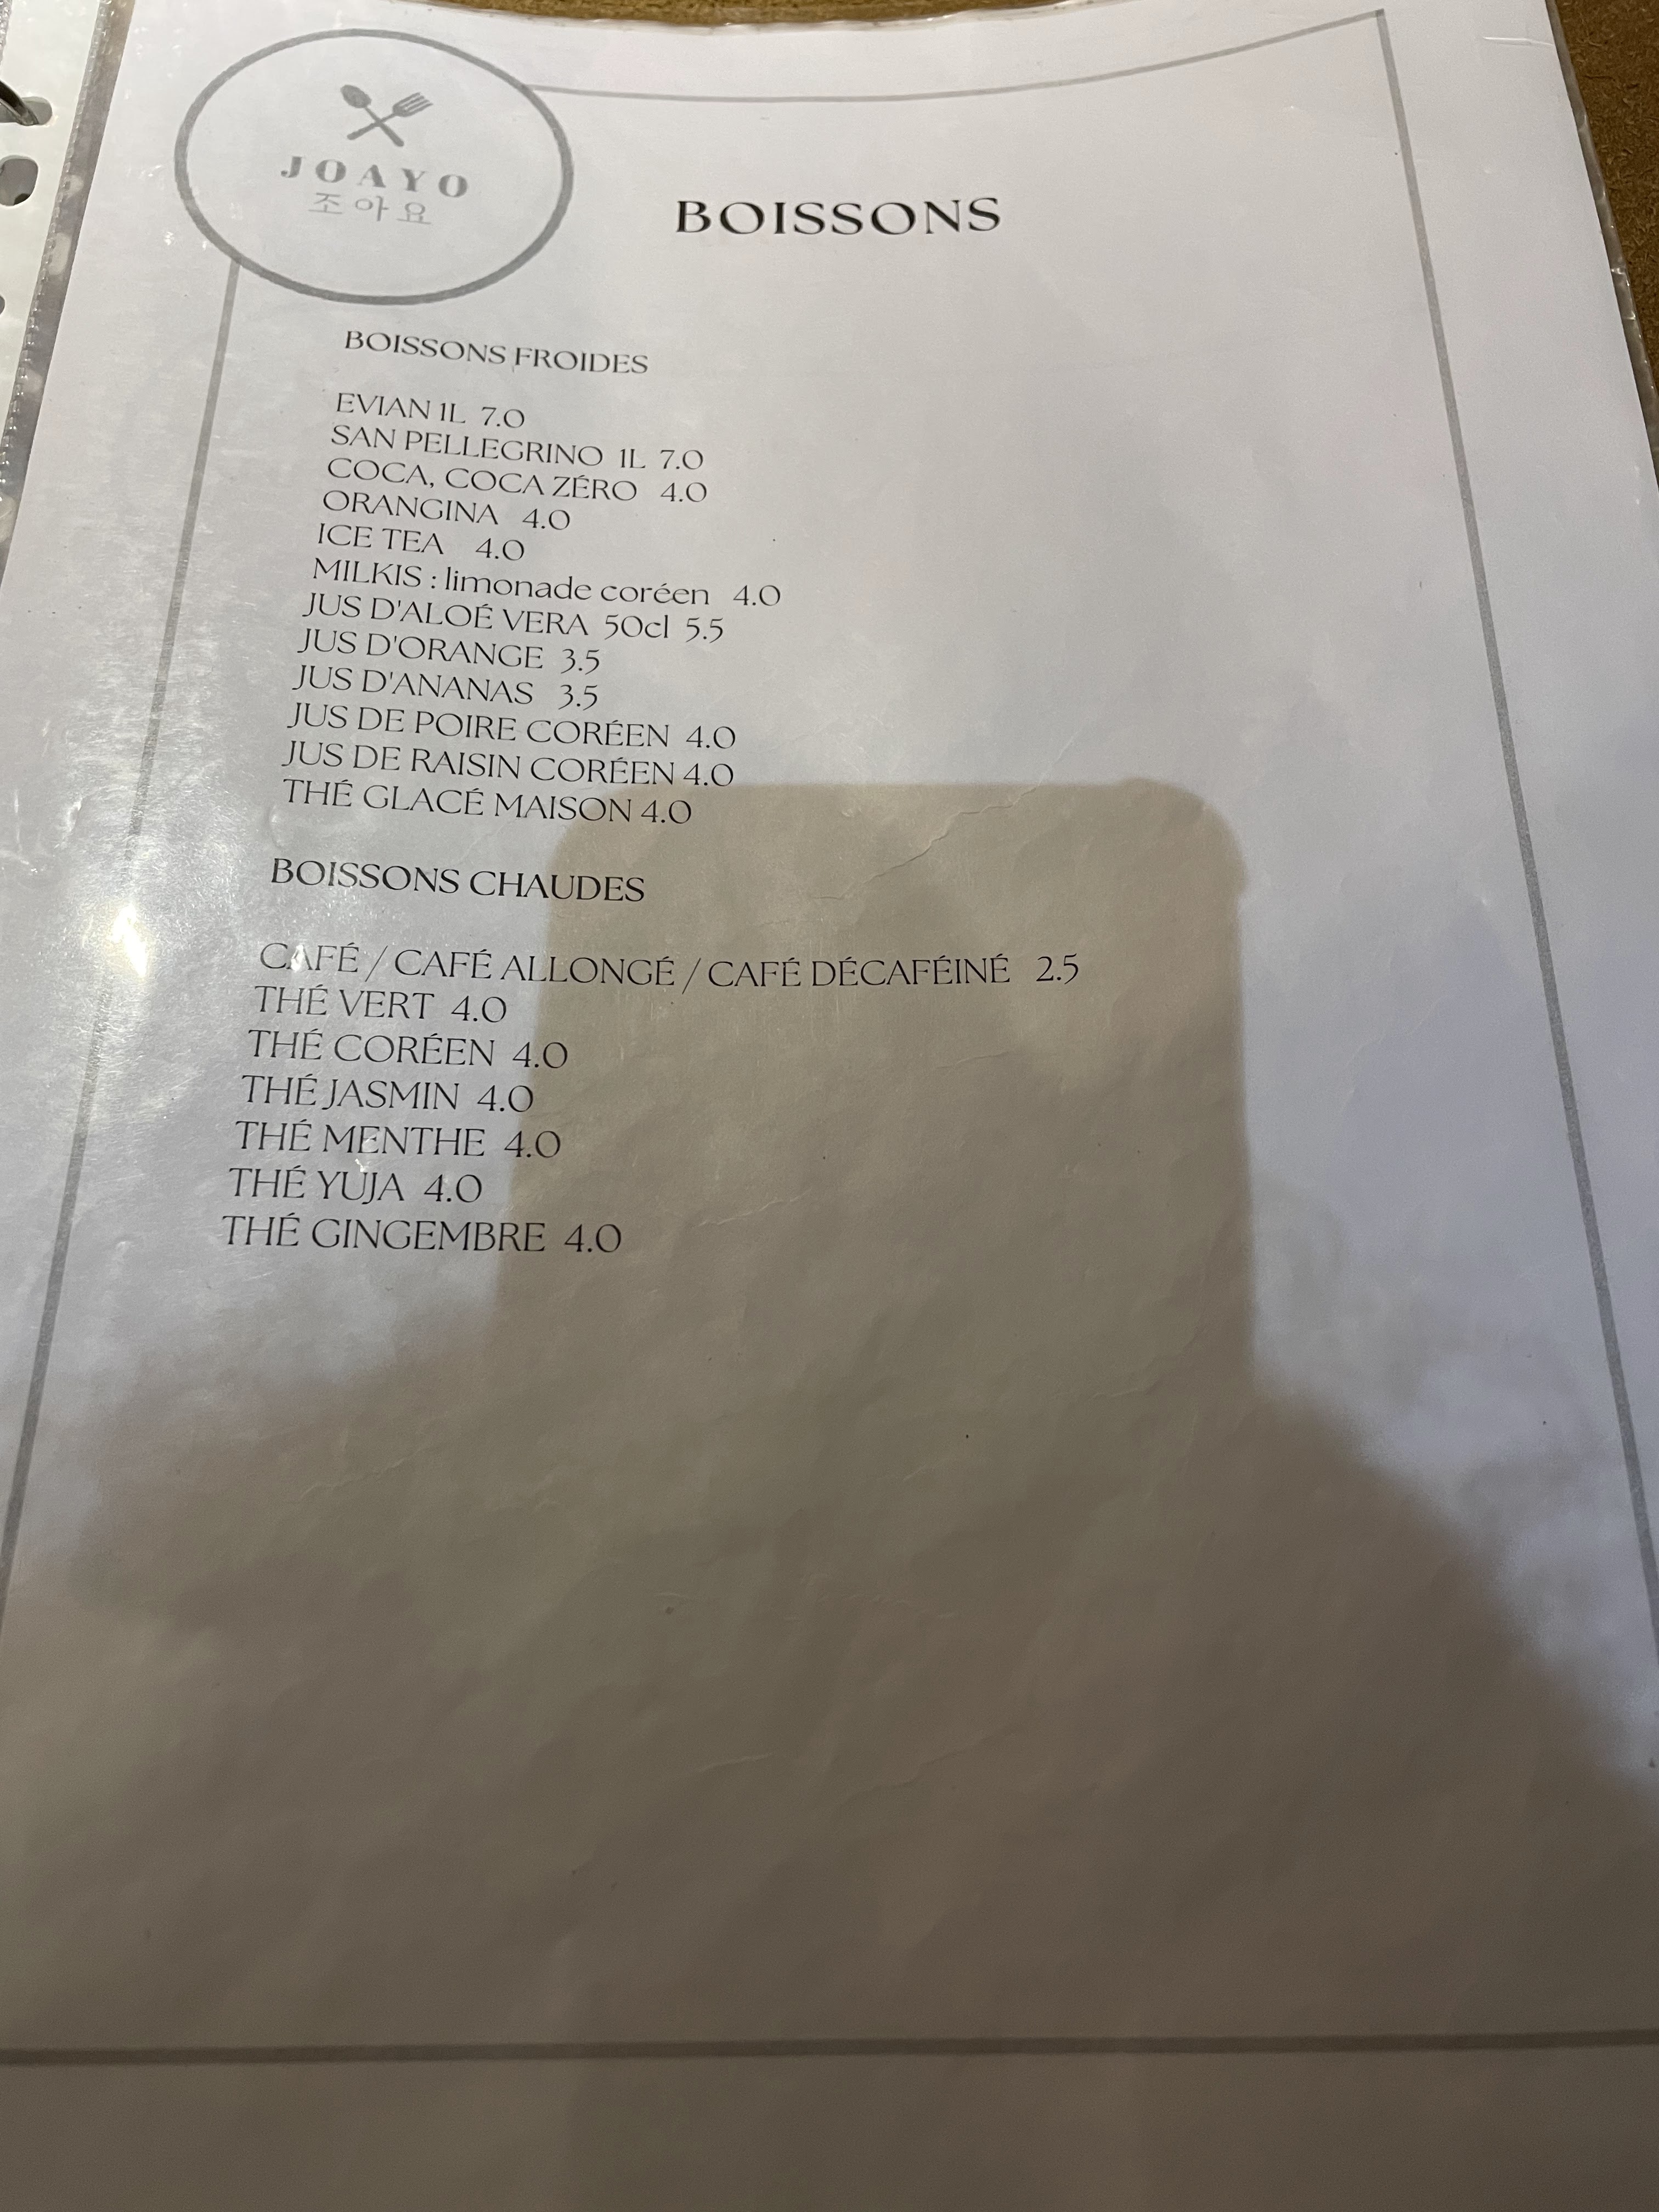 JOAYO
조아요
BOISSONS
BOISSONS FROIDES
EVIAN 1L 7.0
SAN PELLEGRINO 1L 7.0
COCA, COCA ZÉRO 4.0
ORANGINA 4.0
ICE TEA 4.0
MILKIS : limonade coréen 4.0
JUS D'ALOÉ VERA 50cl 5.5
JUS D'ORANGE 3.5
JUS D'ANANAS 3.5
JUS DE POIRE CORÉEN 4.0
JUS DE RAISIN CORÉEN 4.0
THÉ GLACÉ MAISON 4.0
BOISSONS CHAUDES
CAFÉ / CAFÉ ALLONGÉ / CAFÉ DÉCAFÉINÉ 2.5
THÉ VERT 4.0
THÉ CORÉEN 4.0
THÉ JASMIN 4.0
THÉ MENTHE 4.0
THÉ YUJA 4.0
THÉ GINGEMBRE 4.0